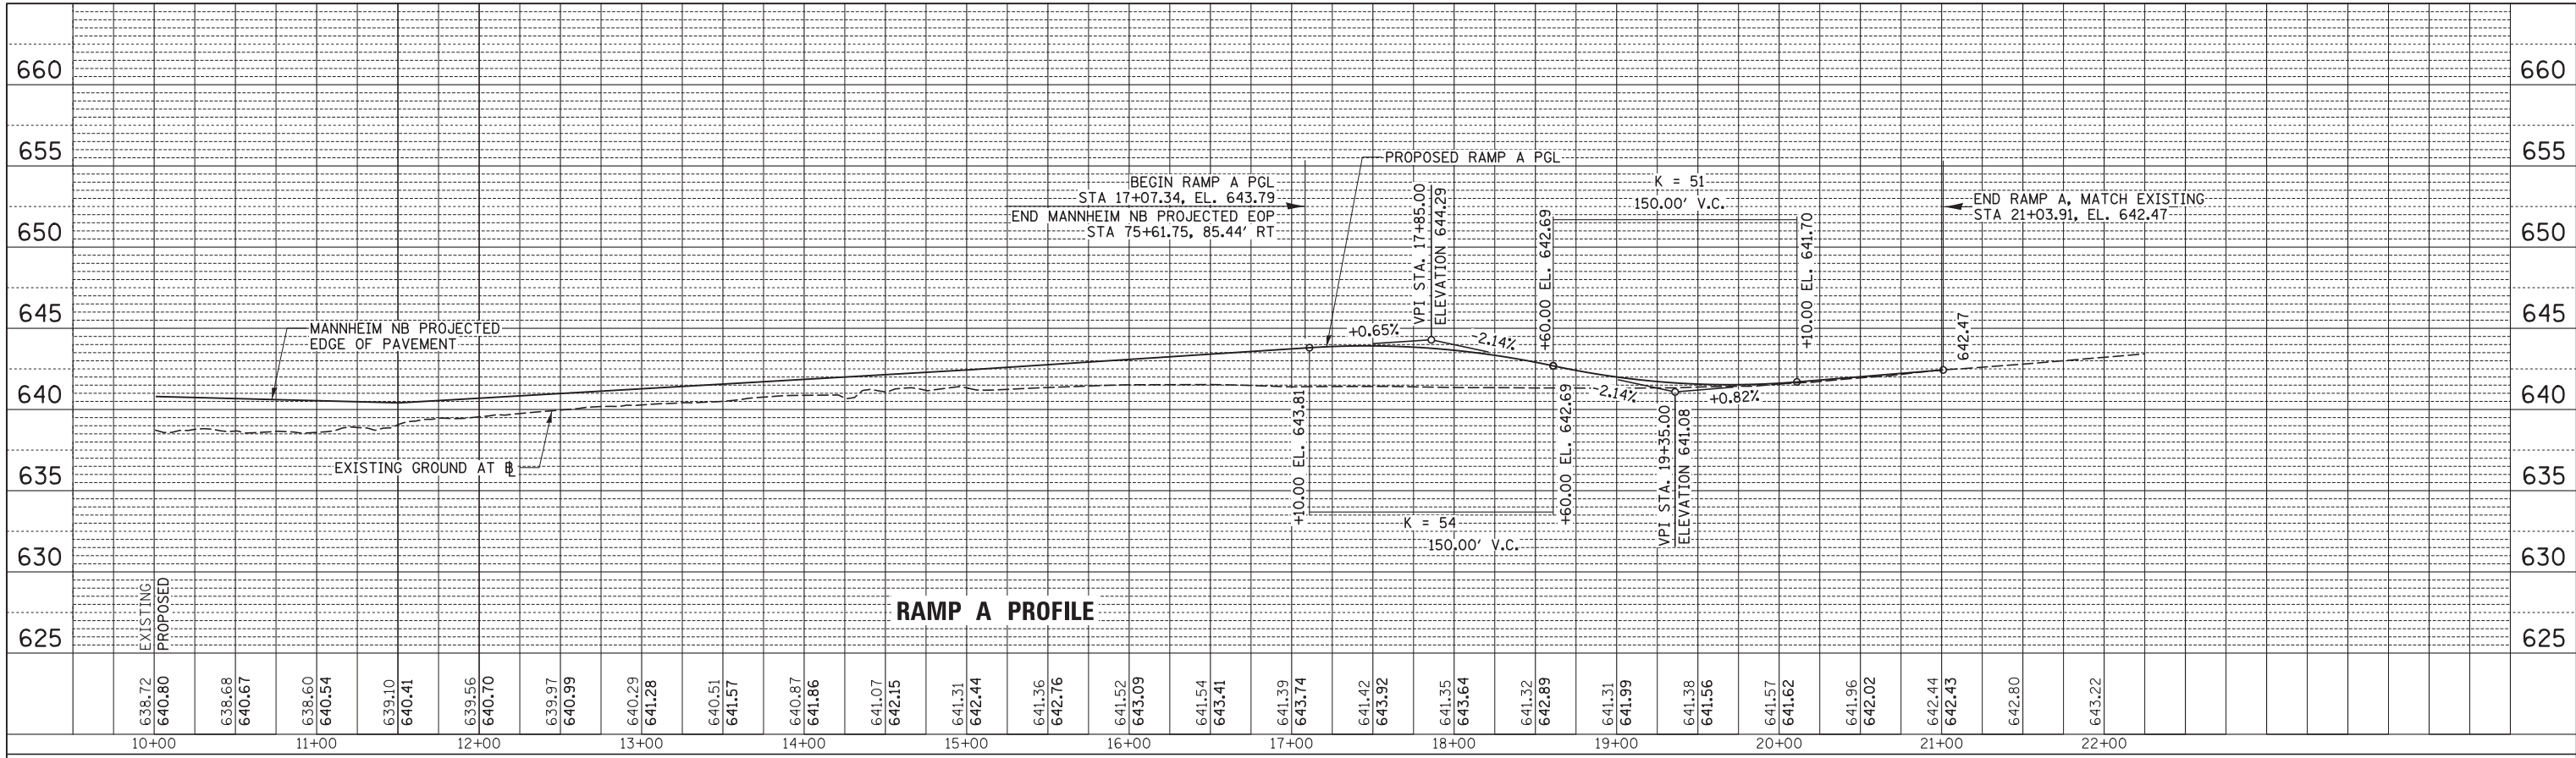 660
655
650
645
640
635
630
625
660
655
650
645
640
635
630
625
MANNHEIM NB PROJECTED
EDGE OF PAVEMENT
EXISTING GROUND AT ℄
BEGIN RAMP A PGL
STA 17+07.34, EL. 643.79
END MANNHEIM NB PROJECTED EOP
STA 75+61.75, 85.44' RT
PROPOSED RAMP A PGL
+0.65%
VPI STA. 17+85.00
ELEVATION 644.29
-2.14%
+60.00 EL. 642.69
K = 51
150.00' V.C.
+10.00 EL. 641.70
END RAMP A, MATCH EXISTING
STA 21+03.91, EL. 642.47
642.47
+10.00 EL. 643.81
K = 54
150.00' V.C.
+60.00 EL. 642.69
-2.14%
VPI STA. 19+35.00
ELEVATION 641.08
+0.82%
RAMP A PROFILE
EXISTING
PROPOSED
638.72
640.80
638.68
640.67
638.60
640.54
639.10
640.41
639.56
640.70
639.97
640.99
640.29
641.28
640.51
641.57
640.87
641.86
641.07
642.15
641.31
642.44
641.36
642.76
641.52
643.09
641.54
643.41
641.39
643.74
641.42
643.92
641.35
643.64
641.32
642.89
641.31
641.99
641.38
641.56
641.57
641.62
641.96
642.02
642.44
642.43
642.80
643.22
10+00 11+00 12+00 13+00 14+00 15+00 16+00 17+00 18+00 19+00 20+00 21+00 22+00